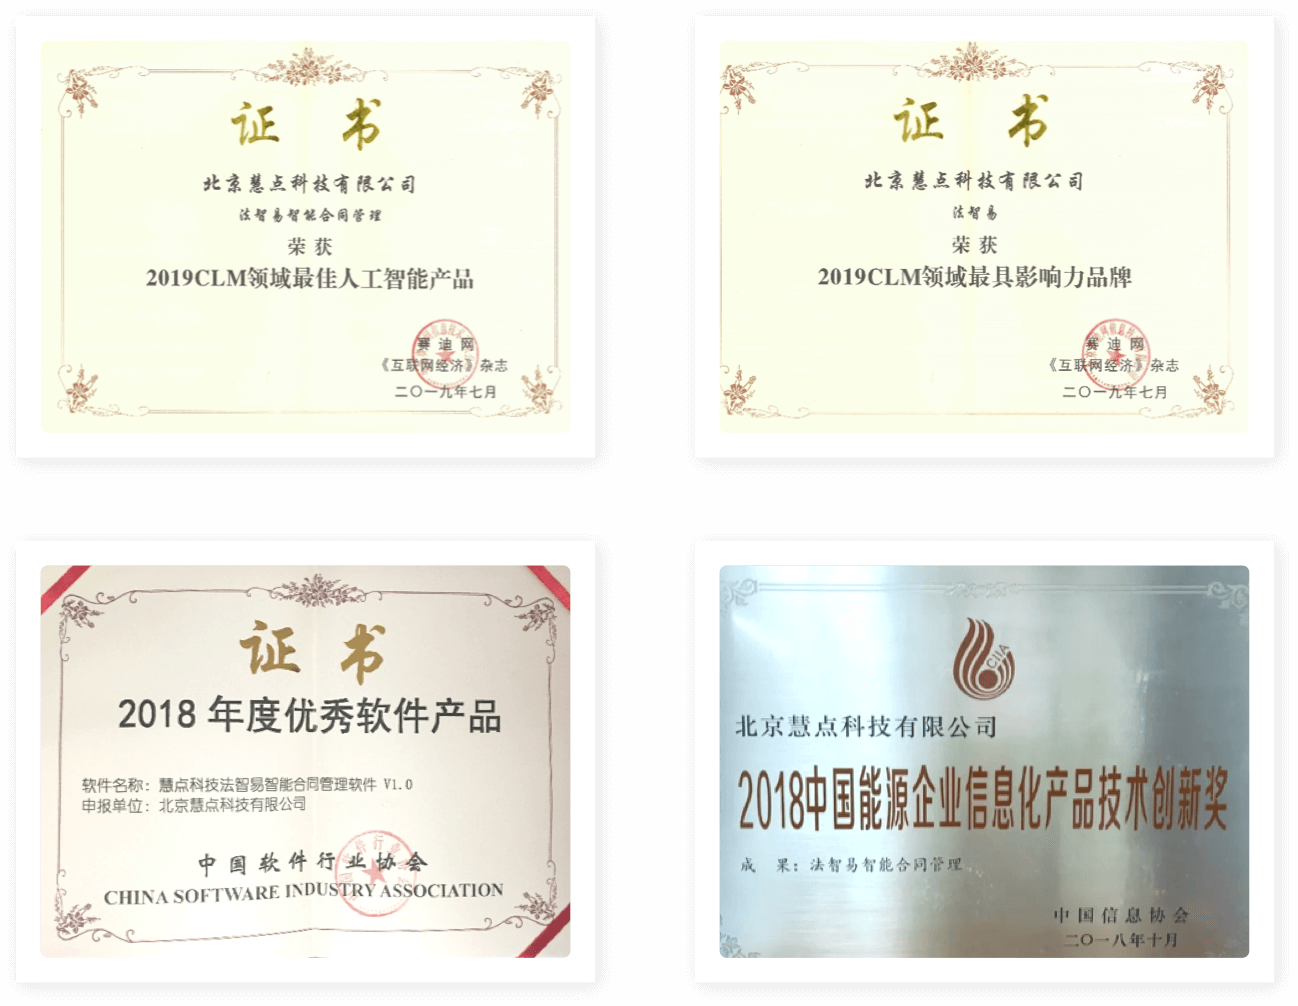 证 书
北京慧点科技有限公司
法智易智能合同管理
荣 获
2019CLM领域最佳人工智能产品
赛 迪 网
《互联网经济》杂志
二〇一九年七月
证 书
北京慧点科技有限公司
法智易
荣 获
2019CLM领域最具影响力品牌
赛 迪 网
《互联网经济》杂志
二〇一九年七月
证 书
2018 年度优秀软件产品
软件名称：慧点科技法智易智能合同管理软件 V1.0
申报单位：北京慧点科技有限公司
中 国 软 件 行 业 协 会
CHINA SOFTWARE INDUSTRY ASSOCIATION
CIIA
北京慧点科技有限公司
2018中国能源企业信息化产品技术创新奖
成 果：法智易智能合同管理
中 国 信 息 协 会
二〇一八年十月